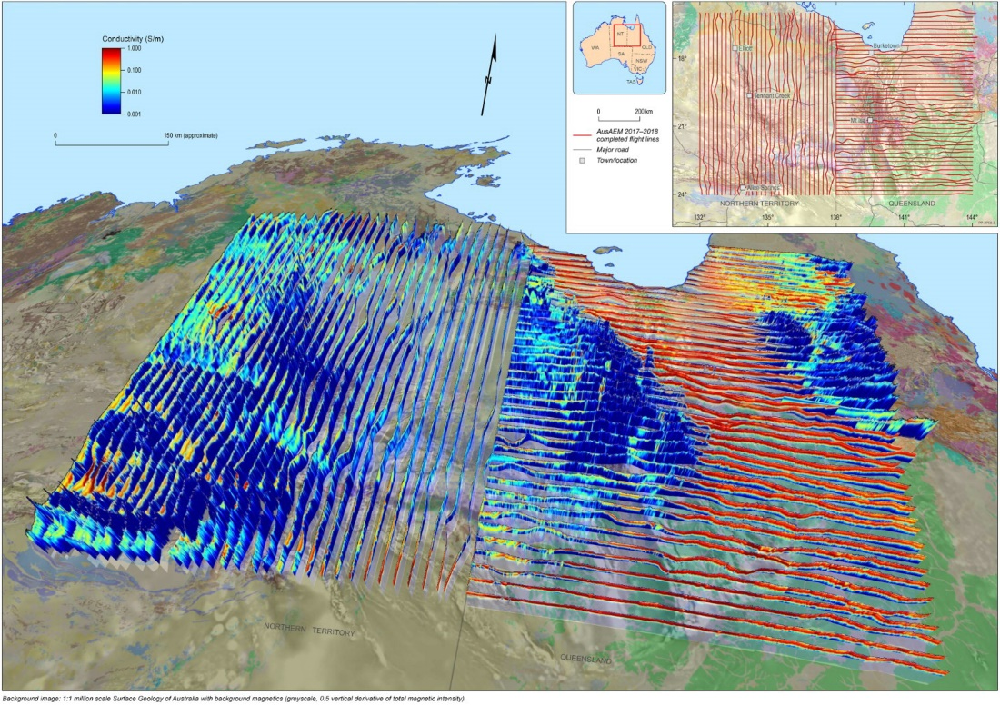 Conductivity (S/m)
1.000
0.100
0.010
0.001
N
0 150 km (approximate)
NT
WA
QLD
SA
NSW
VIC
TAS
0 200 km
AusAEM 2017–2018
completed flight lines
Major road
Town/location
18°
21°
24°
Elliott
Burketown
Tennant Creek
Mt Isa
Alice Springs
NORTHERN TERRITORY
QUEENSLAND
132°
135°
138°
141°
144°
NORTHERN TERRITORY
QUEENSLAND
Background image: 1:1 million scale Surface Geology of Australia with background magnetics (greyscale, 0.5 vertical derivative of total magnetic intensity).